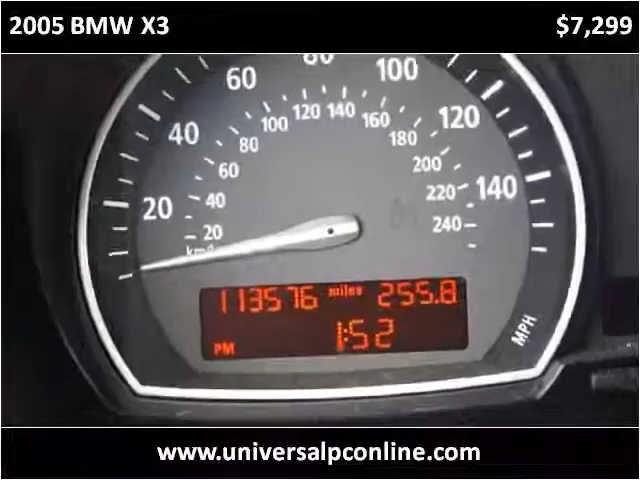 2005 BMW X3 $7,299
80
60 100
40 120
20 140
100 120 140 160
80 180
60 200
40 220
20 240
km/h
MPH
113576 miles 255.8
PM 1:52
www.universalpconline.com